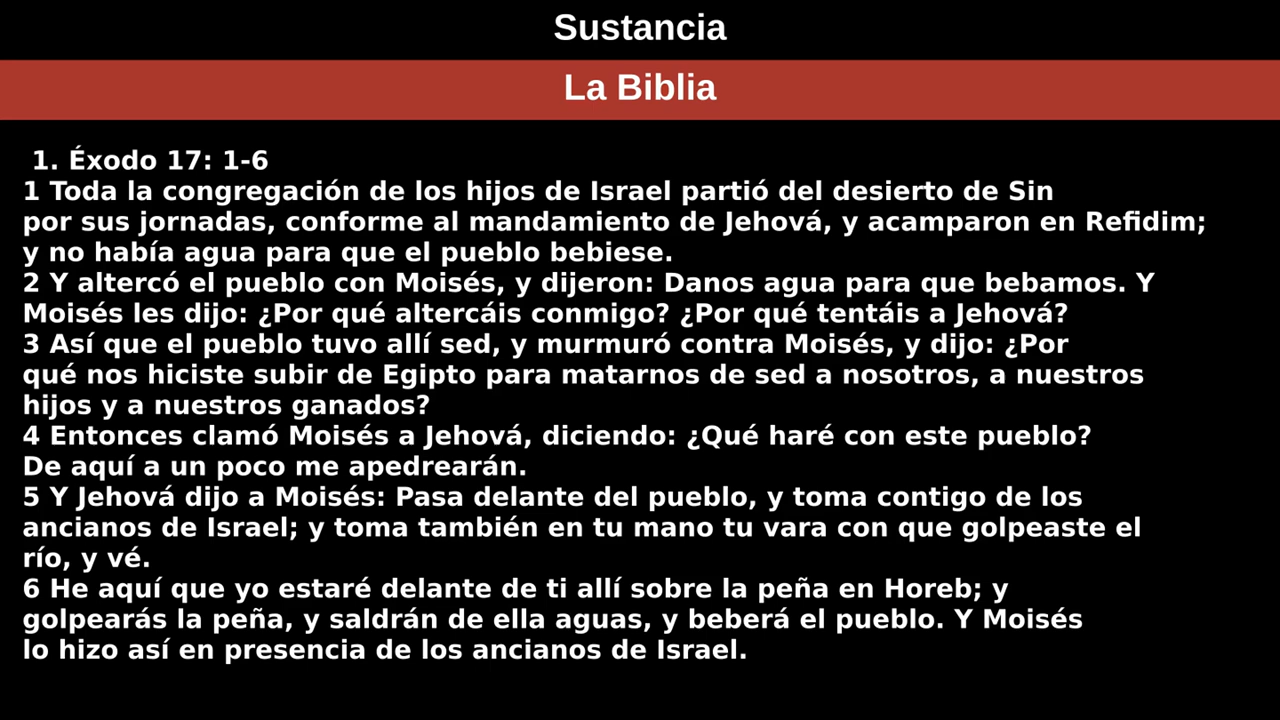 Sustancia
La Biblia
1. Éxodo 17: 1-6
1 Toda la congregación de los hijos de Israel partió del desierto de Sin
por sus jornadas, conforme al mandamiento de Jehová, y acamparon en Refidim;
y no había agua para que el pueblo bebiese.
2 Y altercó el pueblo con Moisés, y dijeron: Danos agua para que bebamos. Y
Moisés les dijo: ¿Por qué altercáis conmigo? ¿Por qué tentáis a Jehová?
3 Así que el pueblo tuvo allí sed, y murmuró contra Moisés, y dijo: ¿Por
qué nos hiciste subir de Egipto para matarnos de sed a nosotros, a nuestros
hijos y a nuestros ganados?
4 Entonces clamó Moisés a Jehová, diciendo: ¿Qué haré con este pueblo?
De aquí a un poco me apedrearán.
5 Y Jehová dijo a Moisés: Pasa delante del pueblo, y toma contigo de los
ancianos de Israel; y toma también en tu mano tu vara con que golpeaste el
río, y vé.
6 He aquí que yo estaré delante de ti allí sobre la peña en Horeb; y
golpearás la peña, y saldrán de ella aguas, y beberá el pueblo. Y Moisés
lo hizo así en presencia de los ancianos de Israel.